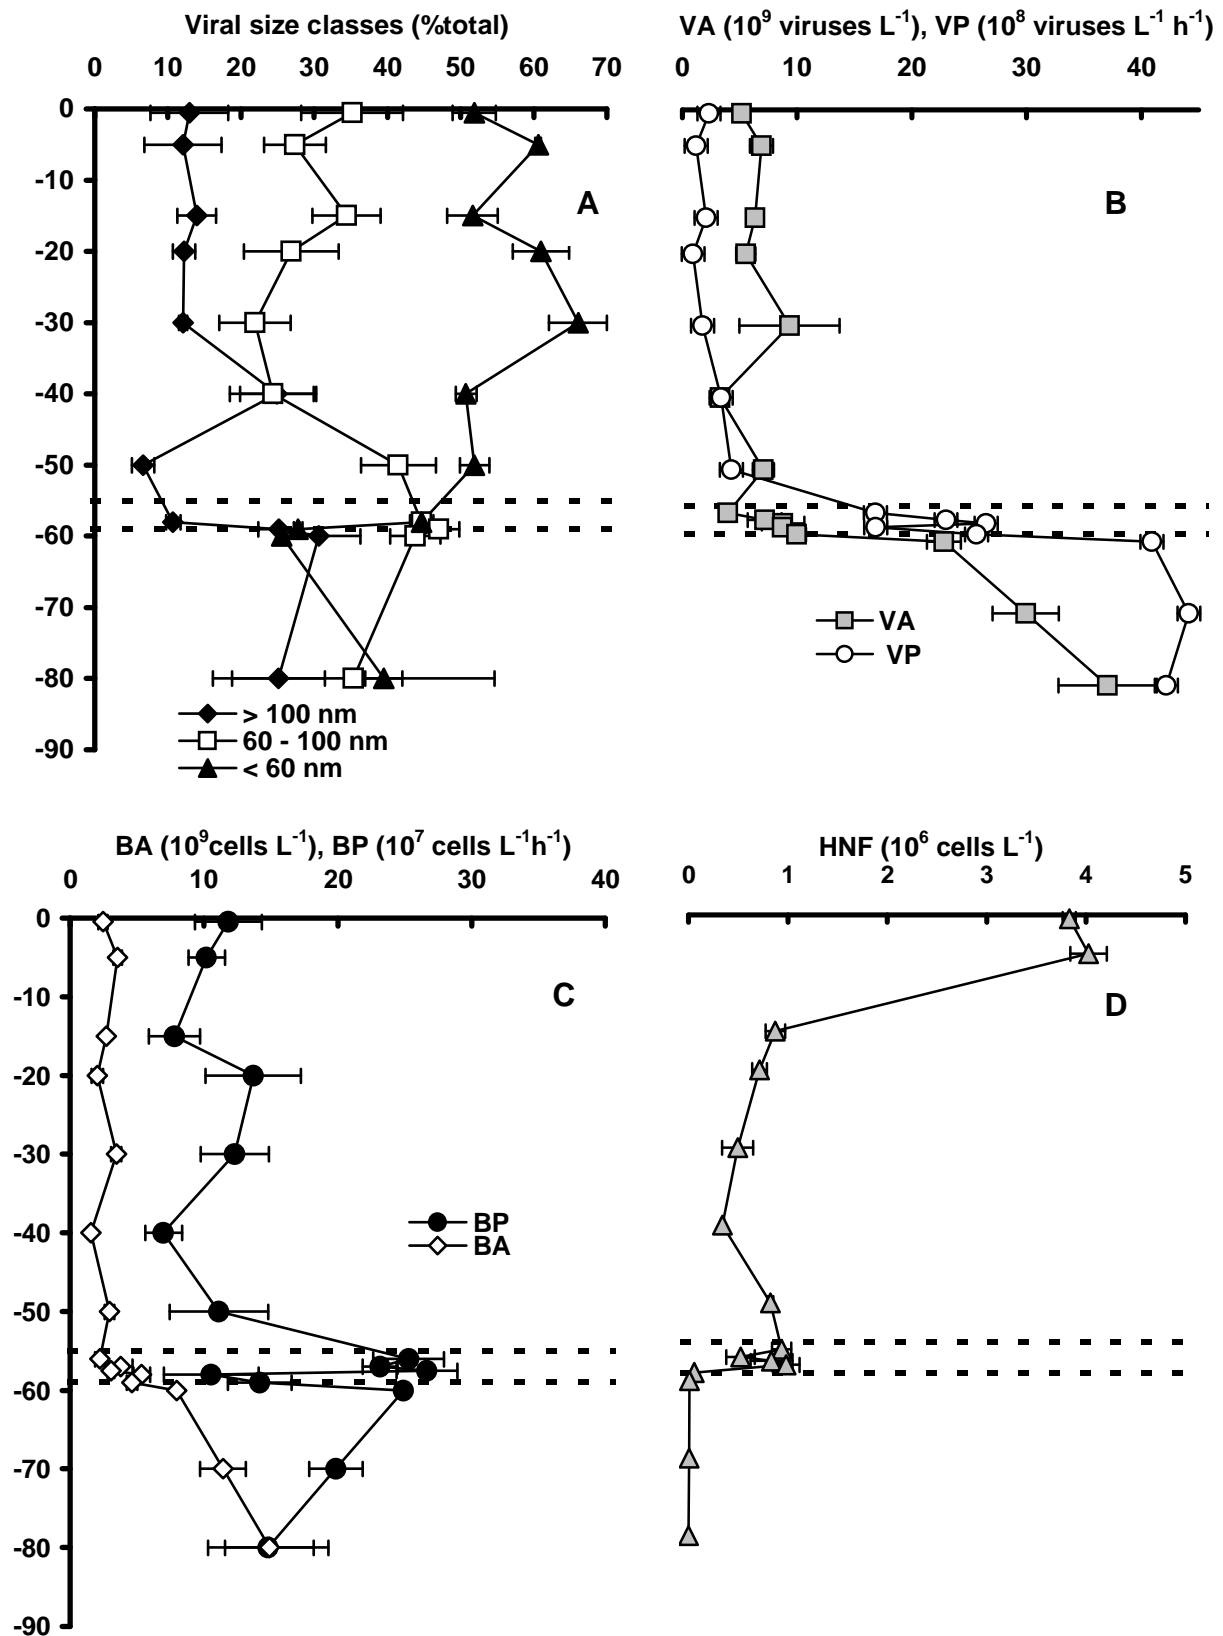 Viral size classes (%total)
0 10 20 30 40 50 60 70
0
-10
-20
-30
-40
-50
-60
-70
-80
-90
A
> 100 nm
60 - 100 nm
< 60 nm
VA (10⁹ viruses L⁻¹), VP (10⁸ viruses L⁻¹ h⁻¹)
0 10 20 30 40
B
VA
VP
BA (10⁹cells L⁻¹), BP (10⁷ cells L⁻¹h⁻¹)
0 10 20 30 40
0
-10
-20
-30
-40
-50
-60
-70
-80
-90
C
BP
BA
HNF (10⁶ cells L⁻¹)
0 1 2 3 4 5
D